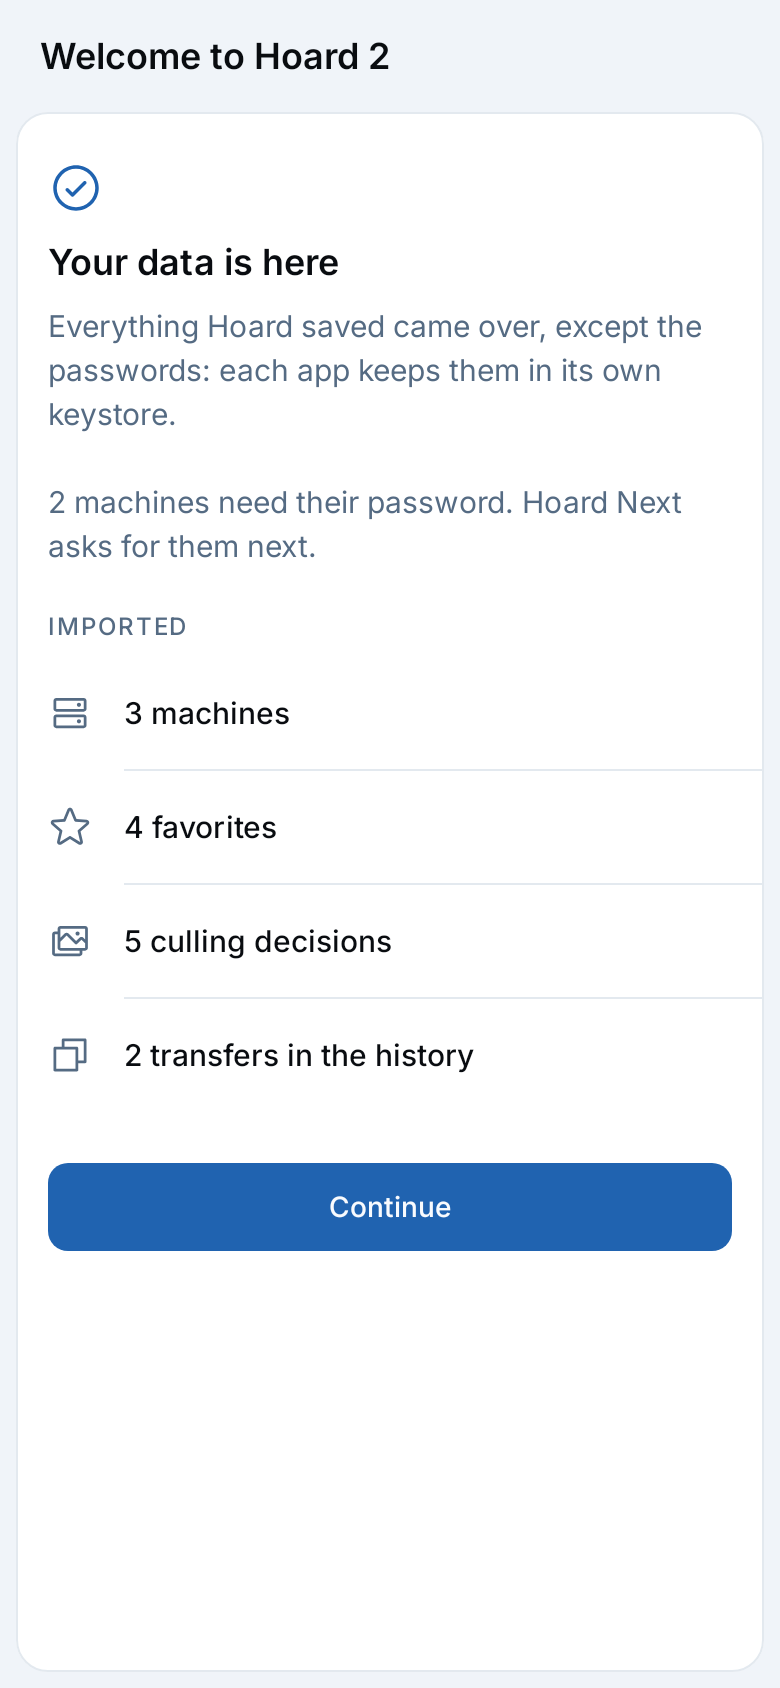 Welcome to Hoard 2
Your data is here
Everything Hoard saved came over, except the
passwords: each app keeps them in its own
keystore.
2 machines need their password. Hoard Next
asks for them next.
IMPORTED
3 machines
4 favorites
5 culling decisions
2 transfers in the history
Continue